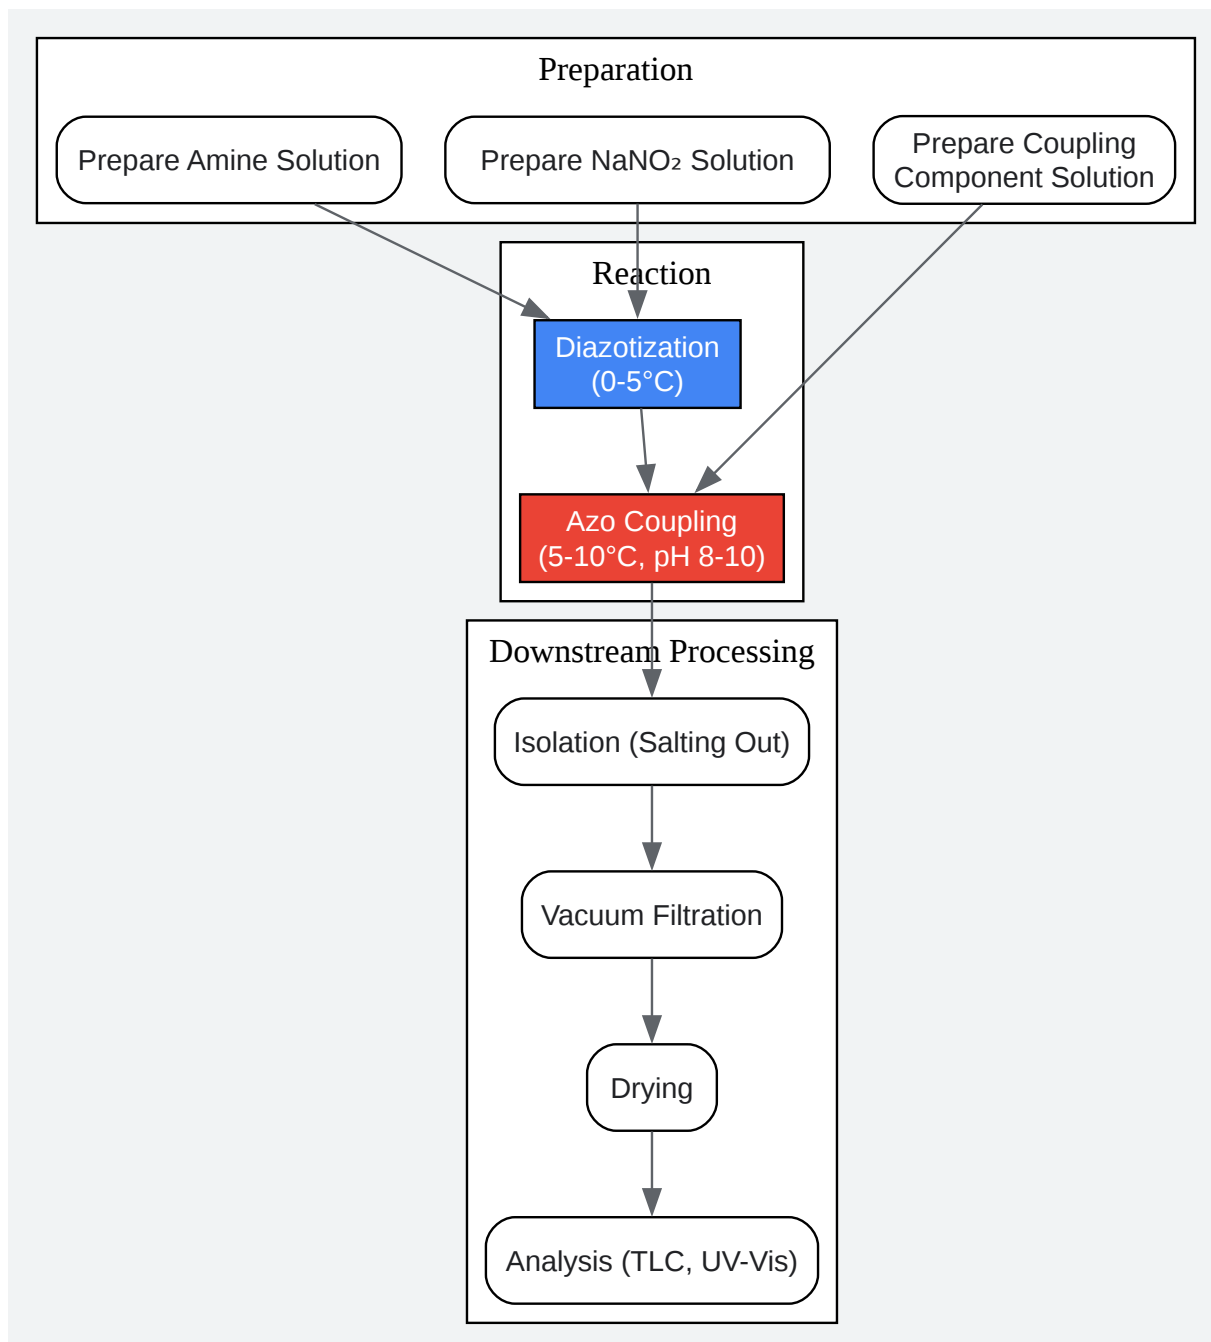 Preparation
Prepare Amine Solution
Prepare NaNO₂ Solution
Prepare Coupling
Component Solution
Reaction
Diazotization
(0-5°C)
Azo Coupling
(5-10°C, pH 8-10)
Downstream Processing
Isolation (Salting Out)
Vacuum Filtration
Drying
Analysis (TLC, UV-Vis)